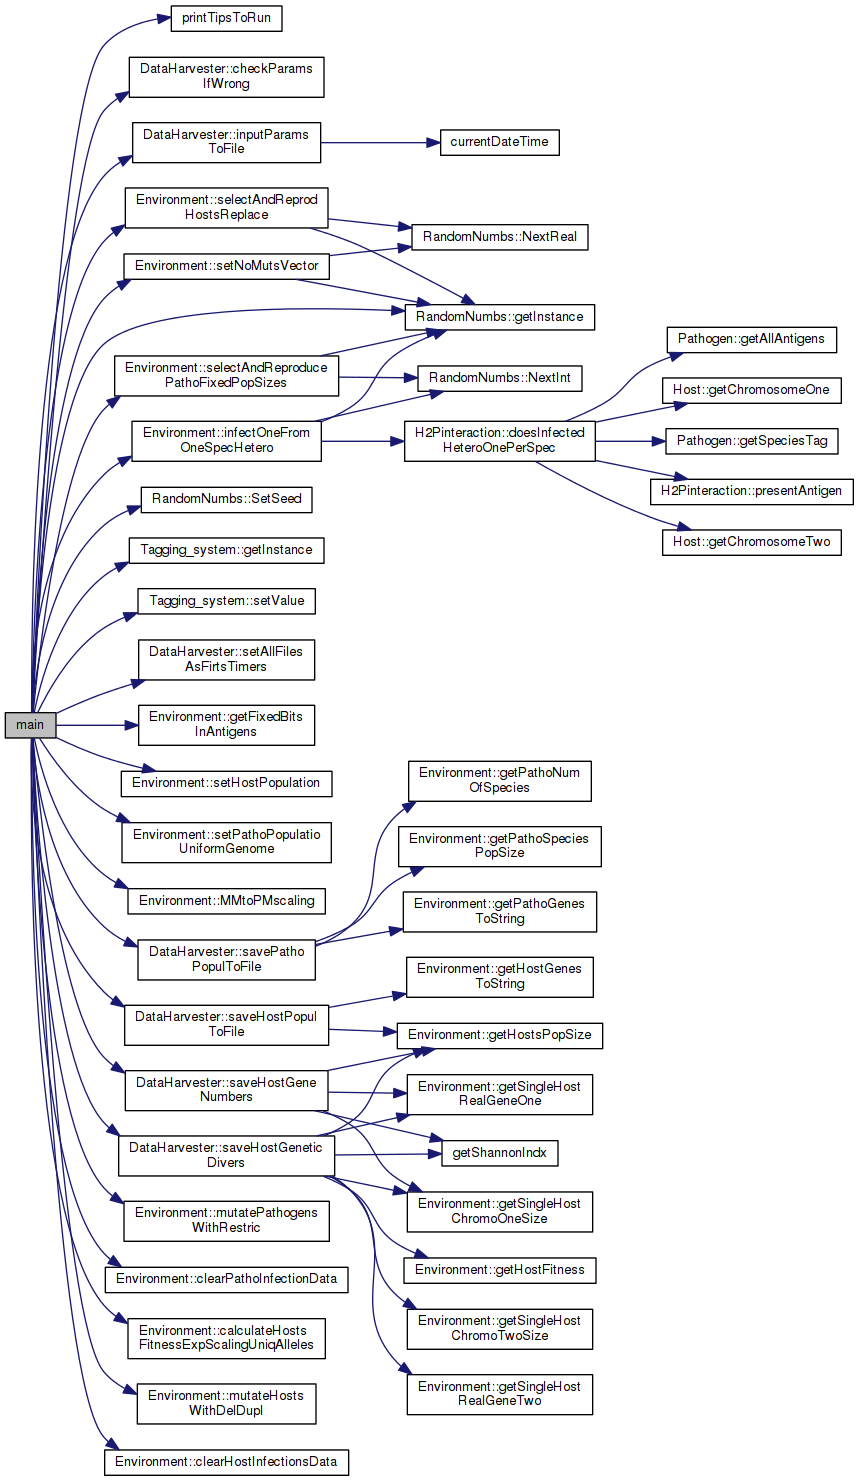 printTipsToRun
DataHarvester::checkParams
IfWrong
DataHarvester::inputParams
ToFile
currentDateTime
Environment::selectAndReprod
HostsReplace
RandomNumbs::NextReal
Environment::setNoMutsVector
RandomNumbs::getInstance
Pathogen::getAllAntigens
Environment::selectAndReproduce
PathoFixedPopSizes
RandomNumbs::NextInt
Host::getChromosomeOne
Environment::infectOneFrom
OneSpecHetero
H2Pinteraction::doesInfected
HeteroOnePerSpec
Pathogen::getSpeciesTag
H2Pinteraction::presentAntigen
RandomNumbs::SetSeed
Host::getChromosomeTwo
Tagging_system::getInstance
Tagging_system::setValue
DataHarvester::setAllFiles
AsFirtsTimers
main
Environment::getFixedBits
InAntigens
Environment::setHostPopulation
Environment::getPathoNum
OfSpecies
Environment::setPathoPopulatio
UniformGenome
Environment::getPathoSpecies
PopSize
Environment::MMtoPMscaling
Environment::getPathoGenes
ToString
DataHarvester::savePatho
PopulToFile
Environment::getHostGenes
ToString
DataHarvester::saveHostPopul
ToFile
Environment::getHostsPopSize
DataHarvester::saveHostGene
Numbers
Environment::getSingleHost
RealGeneOne
DataHarvester::saveHostGenetic
Divers
getShannonIndx
Environment::mutatePathogens
WithRestric
Environment::getSingleHost
ChromoOneSize
Environment::clearPathoInfectionData
Environment::getHostFitness
Environment::calculateHosts
FitnessExpScalingUniqAlleles
Environment::getSingleHost
ChromoTwoSize
Environment::mutateHosts
WithDelDupl
Environment::getSingleHost
RealGeneTwo
Environment::clearHostInfectionsData